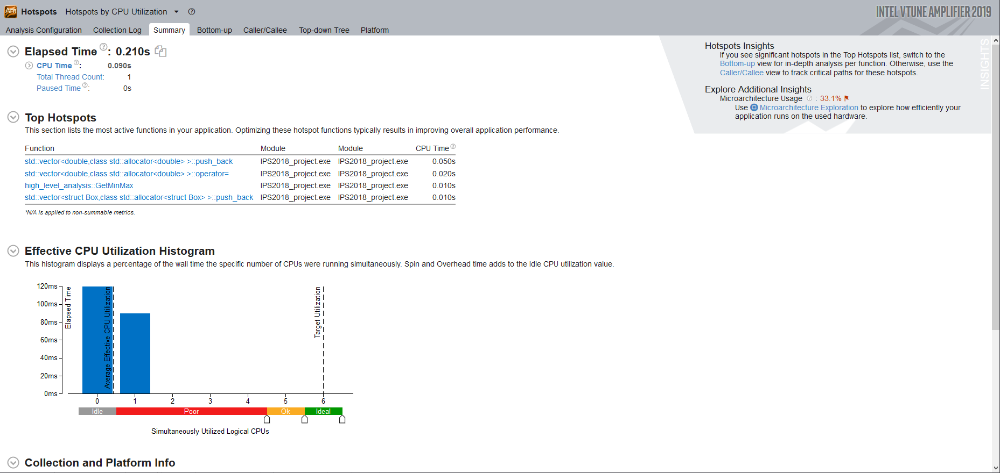 Hotspots Hotspots by CPU Utilization
INTEL VTUNE AMPLIFIER 2019
Analysis Configuration Collection Log Summary Bottom-up Caller/Callee Top-down Tree Platform
Elapsed Time : 0.210s
CPU Time : 0.090s
Total Thread Count: 1
Paused Time : 0s
Hotspots Insights
If you see significant hotspots in the Top Hotspots list, switch to the
Bottom-up view for in-depth analysis per function. Otherwise, use the
Caller/Callee view to track critical paths for these hotspots.
Explore Additional Insights
Microarchitecture Usage : 33.1%
Use Microarchitecture Exploration to explore how efficiently your
application runs on the used hardware.
INSIGHTS
Top Hotspots
This section lists the most active functions in your application. Optimizing these hotspot functions typically results in improving overall application performance.
Function Module Module CPU Time
std::vector<double,class std::allocator<double> >::push_back IPS2018_project.exe IPS2018_project.exe 0.050s
std::vector<double,class std::allocator<double> >::operator= IPS2018_project.exe IPS2018_project.exe 0.020s
high_level_analysis::GetMinMax IPS2018_project.exe IPS2018_project.exe 0.010s
std::vector<struct Box,class std::allocator<struct Box> >::push_back IPS2018_project.exe IPS2018_project.exe 0.010s
*N/A is applied to non-summable metrics.
Effective CPU Utilization Histogram
This histogram displays a percentage of the wall time the specific number of CPUs were running simultaneously. Spin and Overhead time adds to the Idle CPU utilization value.
120ms
100ms
80ms
60ms
40ms
20ms
0ms
Elapsed Time
Average Effective CPU Utilization
Target Utilization
0 1 2 3 4 5 6
Idle Poor Ok Ideal
Simultaneously Utilized Logical CPUs
Collection and Platform Info